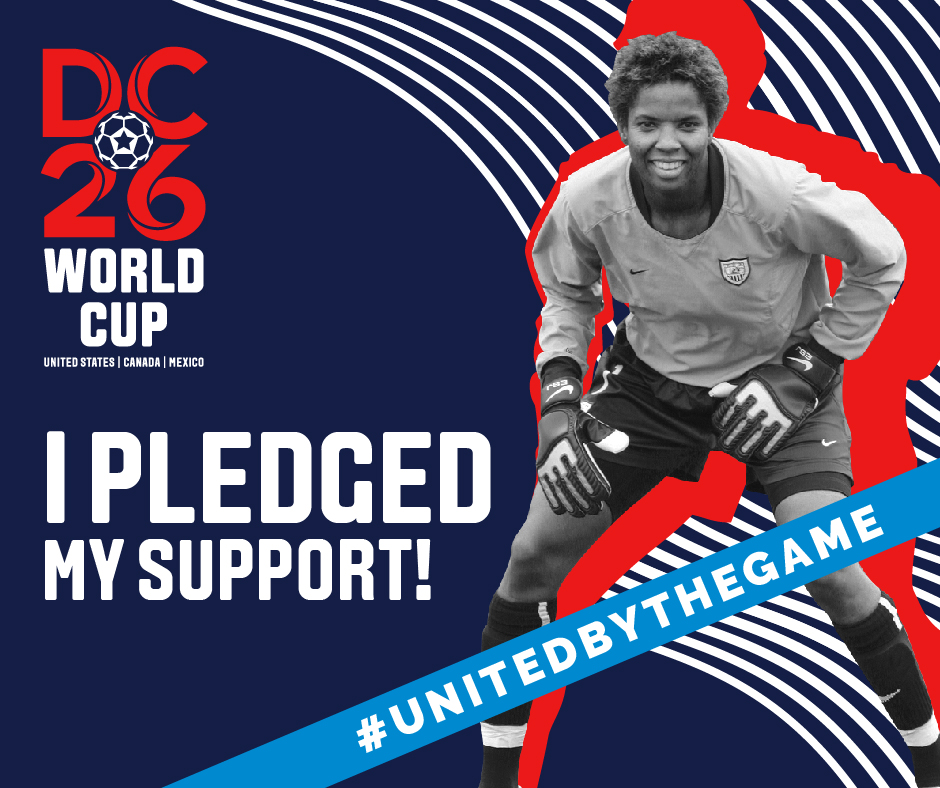 DC
26
WORLD
CUP
UNITED STATES | CANADA | MEXICO
I PLEDGED
MY SUPPORT!
#UNITEDBYTHEGAME